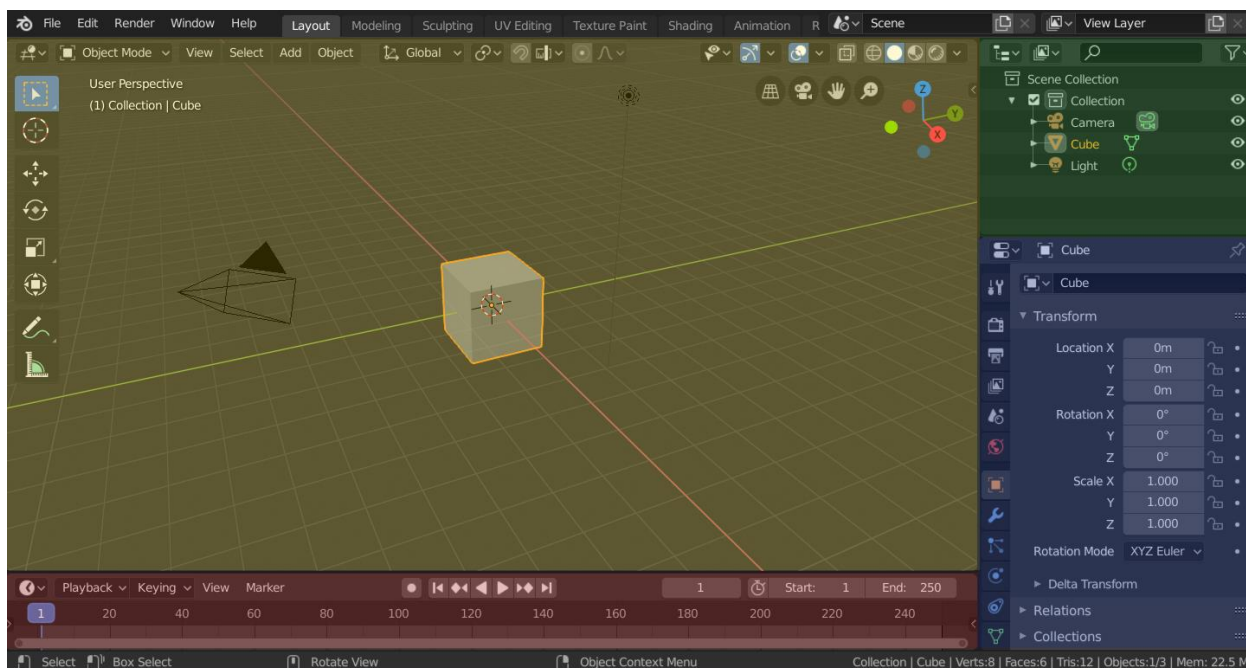 File Edit Render Window Help Layout Modeling Sculpting UV Editing Texture Paint Shading Animation R Scene View Layer
Object Mode View Select Add Object Global
User Perspective
(1) Collection | Cube
Z
Y
X
Scene Collection
Collection
Camera
Cube
Light
Cube
Cube
Transform
Location X 0m
Y 0m
Z 0m
Rotation X 0°
Y 0°
Z 0°
Scale X 1.000
Y 1.000
Z 1.000
Rotation Mode XYZ Euler
Delta Transform
Relations
Collections
Playback Keying View Marker 1 Start: 1 End: 250
1 20 40 60 80 100 120 140 160 180 200 220 240
Select Box Select Rotate View Object Context Menu Collection | Cube | Verts:8 | Faces:6 | Tris:12 | Objects:1/3 | Mem: 22.5 M